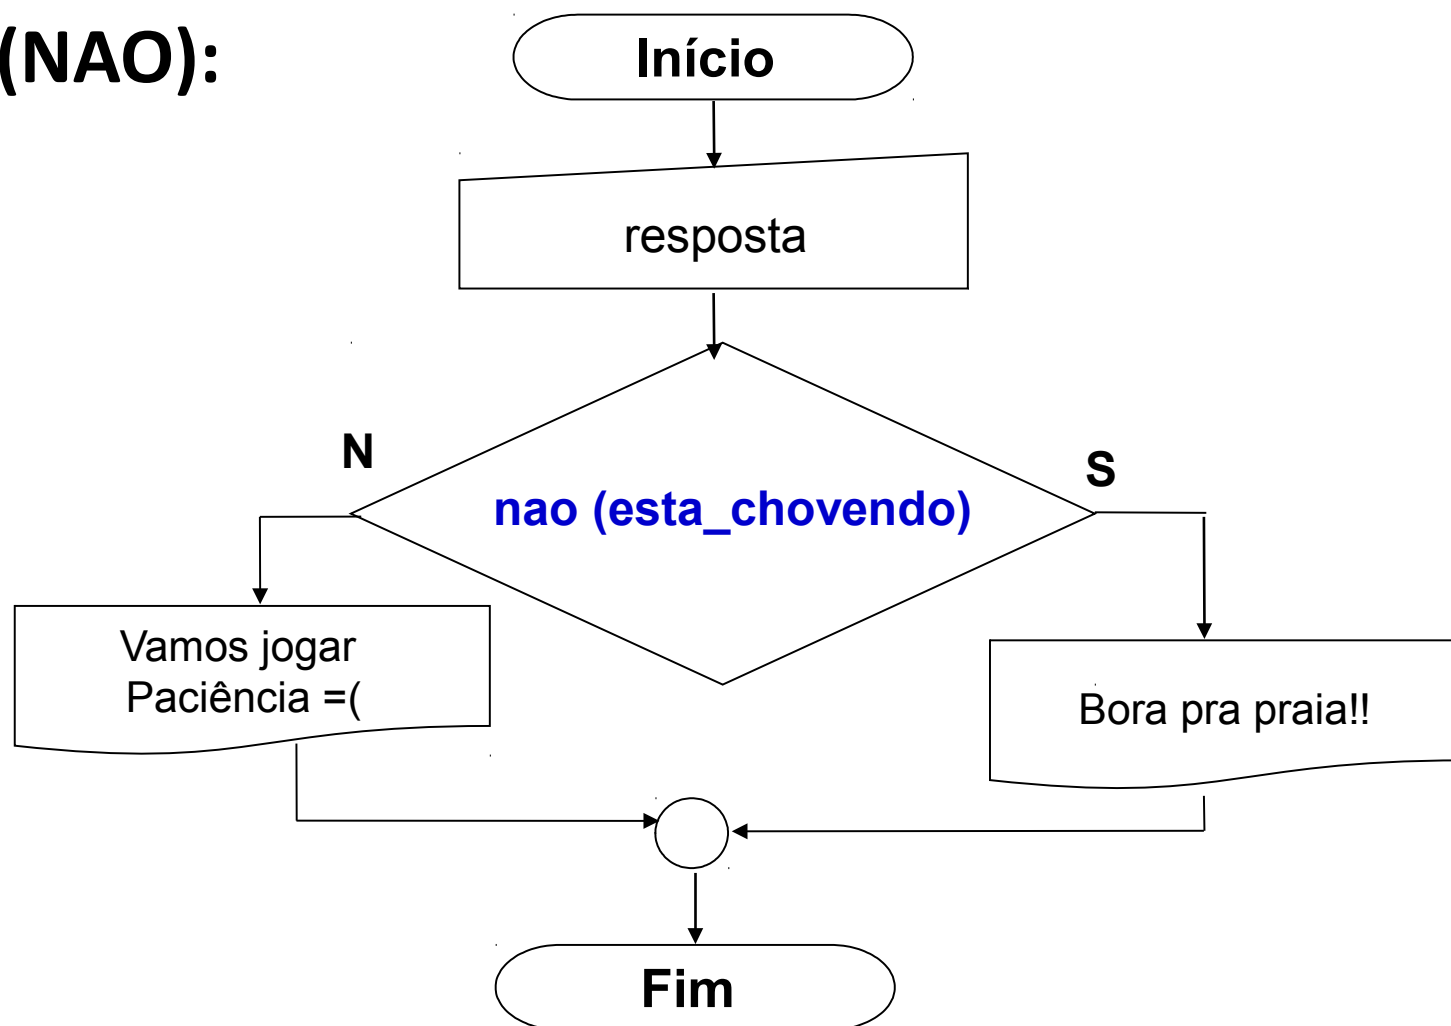 (NAO):
Início
resposta
N
S
nao (esta_chovendo)
Vamos jogar
Paciência =(
Bora pra praia!!
Fim